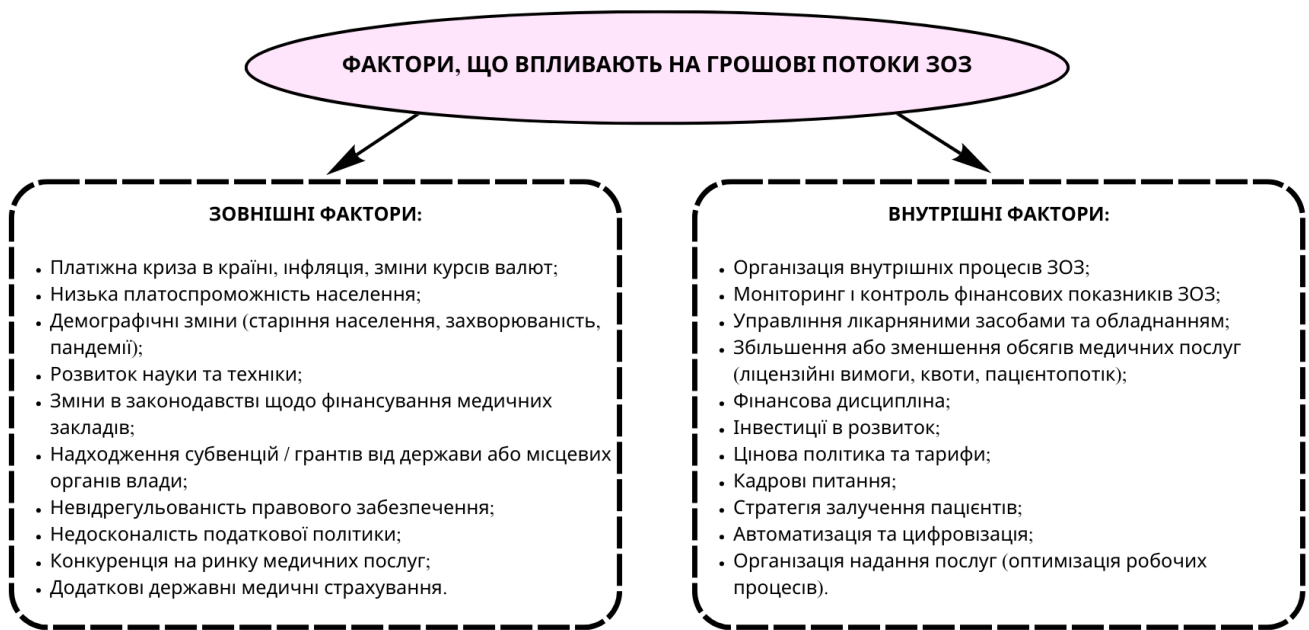 ФАКТОРИ, ЩО ВПЛИВАЮТЬ НА ГРОШОВІ ПОТОКИ ЗОЗ
ЗОВНІШНІ ФАКТОРИ:
• Платіжна криза в країні, інфляція, зміни курсів валют;
• Низька платоспроможність населення;
• Демографічні зміни (старіння населення, захворюваність,
пандемії);
• Розвиток науки та техніки;
• Зміни в законодавстві щодо фінансування медичних
закладів;
• Надходження субвенцій / грантів від держави або місцевих
органів влади;
• Невідрегульованість правового забезпечення;
• Недосконалість податкової політики;
• Конкуренція на ринку медичних послуг;
• Додаткові державні медичні страхування.
ВНУТРІШНІ ФАКТОРИ:
• Організація внутрішніх процесів ЗОЗ;
• Моніторинг і контроль фінансових показників ЗОЗ;
• Управління лікарняними засобами та обладнанням;
• Збільшення або зменшення обсягів медичних послуг
(ліцензійні вимоги, квоти, пацієнтопотік);
• Фінансова дисципліна;
• Інвестиції в розвиток;
• Цінова політика та тарифи;
• Кадрові питання;
• Стратегія залучення пацієнтів;
• Автоматизація та цифровізація;
• Організація надання послуг (оптимізація робочих
процесів).